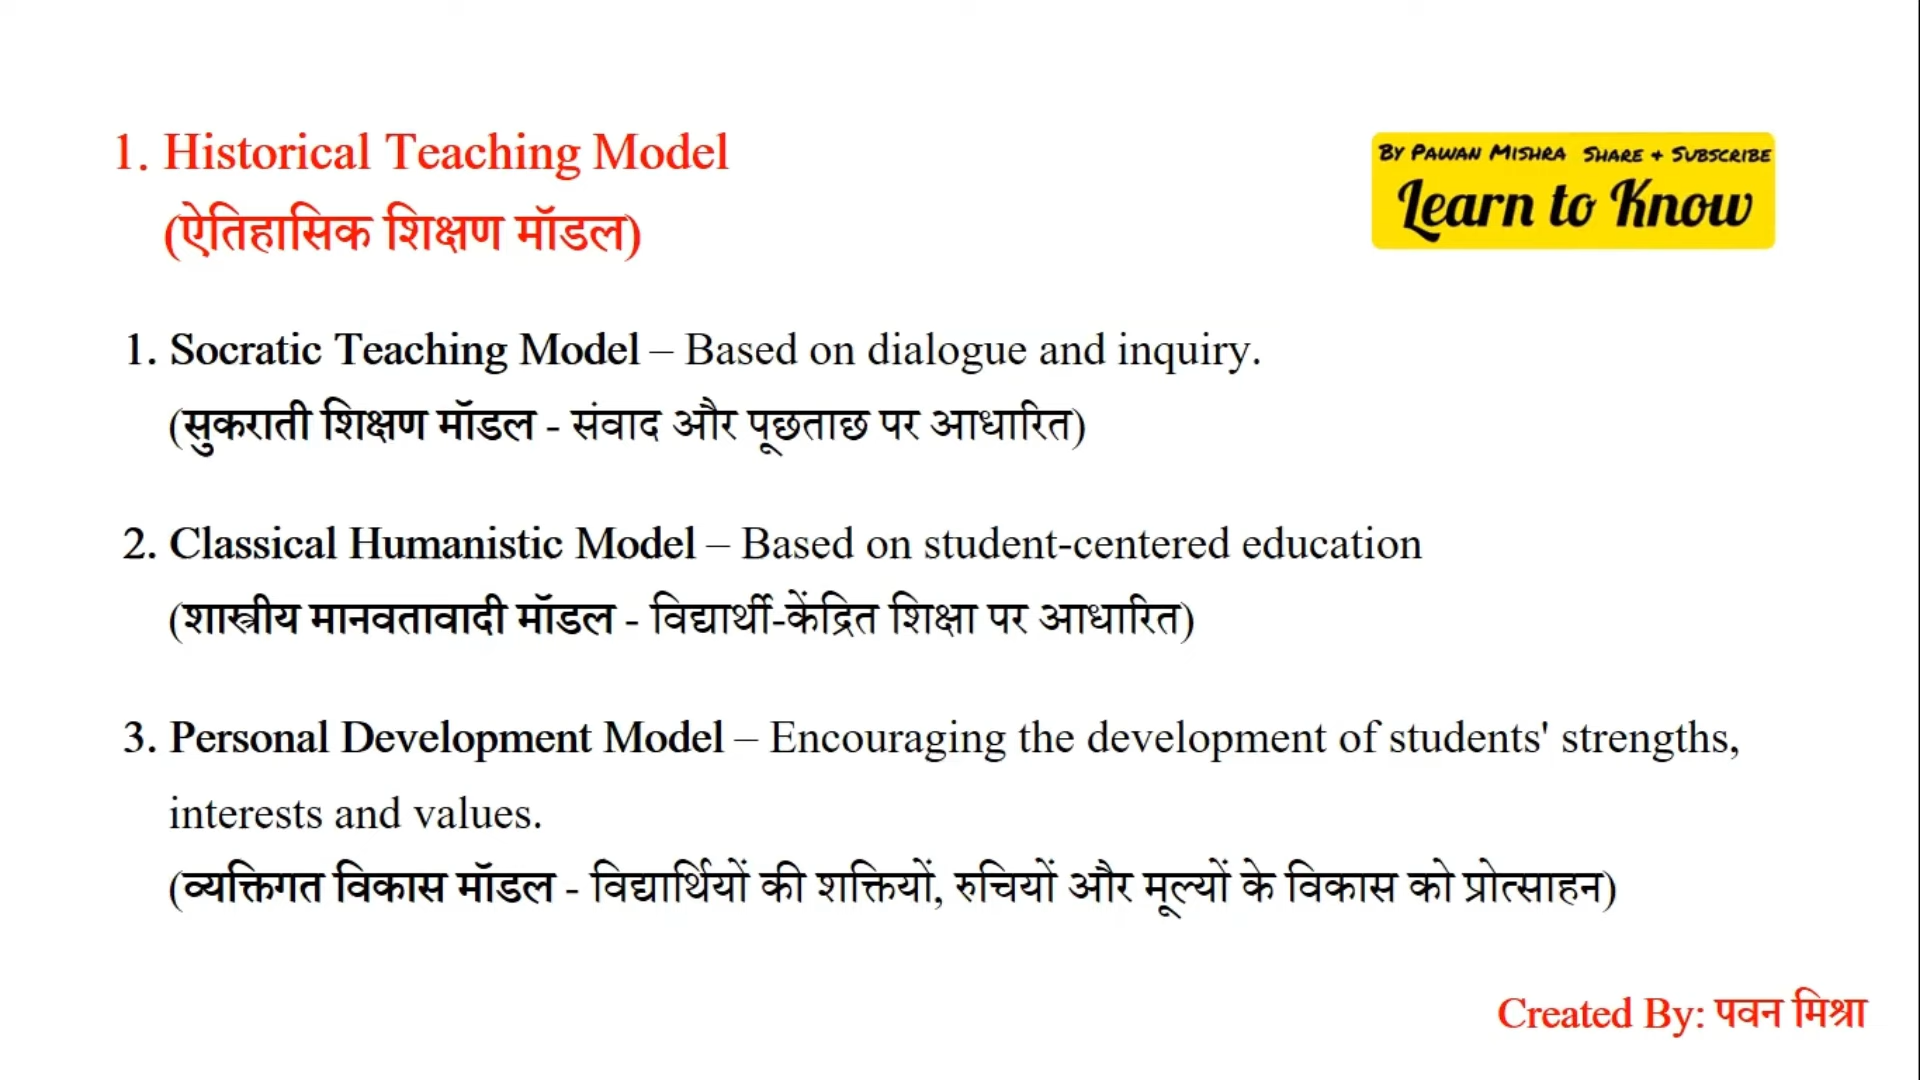 1. Historical Teaching Model
(ऐतिहासिक शिक्षण मॉडल)
By Pawan Mishra Share + Subscribe
Learn to Know
1. Socratic Teaching Model – Based on dialogue and inquiry.
(सुकराती शिक्षण मॉडल - संवाद और पूछताछ पर आधारित)
2. Classical Humanistic Model – Based on student-centered education
(शास्त्रीय मानवतावादी मॉडल - विद्यार्थी-केंद्रित शिक्षा पर आधारित)
3. Personal Development Model – Encouraging the development of students' strengths,
interests and values.
(व्यक्तिगत विकास मॉडल - विद्यार्थियों की शक्तियों, रुचियों और मूल्यों के विकास को प्रोत्साहन)
Created By: पवन मिश्रा